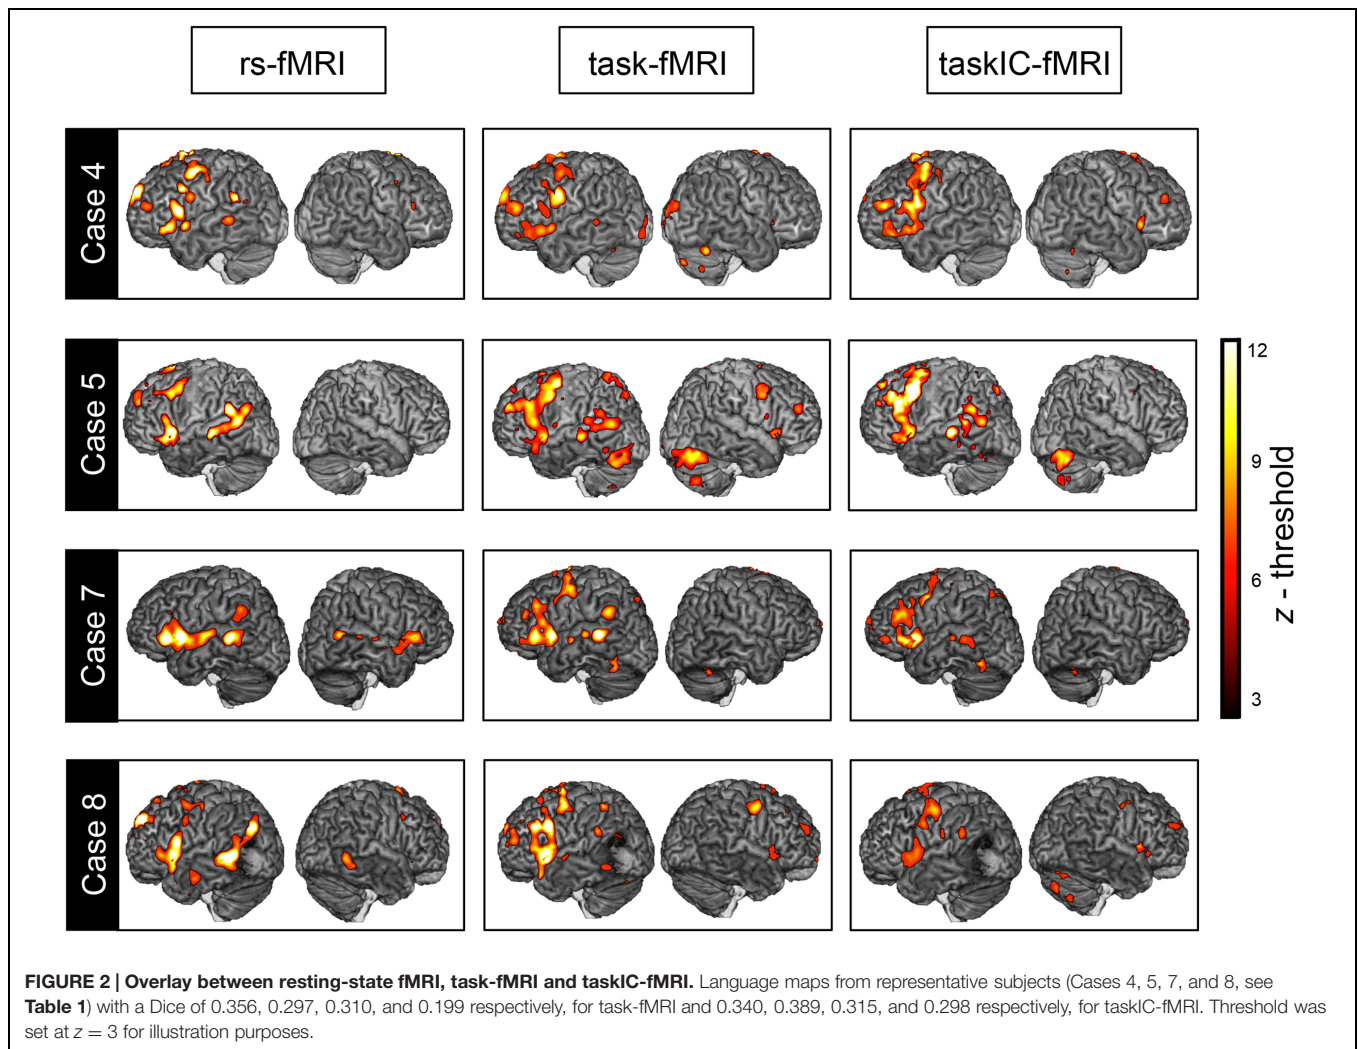 rs-fMRI
task-fMRI
taskIC-fMRI
Case 4
Case 5
Case 7
Case 8
12
9
6
3
z - threshold
FIGURE 2 | Overlay between resting-state fMRI, task-fMRI and taskIC-fMRI. Language maps from representative subjects (Cases 4, 5, 7, and 8, see
Table 1) with a Dice of 0.356, 0.297, 0.310, and 0.199 respectively, for task-fMRI and 0.340, 0.389, 0.315, and 0.298 respectively, for taskIC-fMRI. Threshold was
set at z = 3 for illustration purposes.